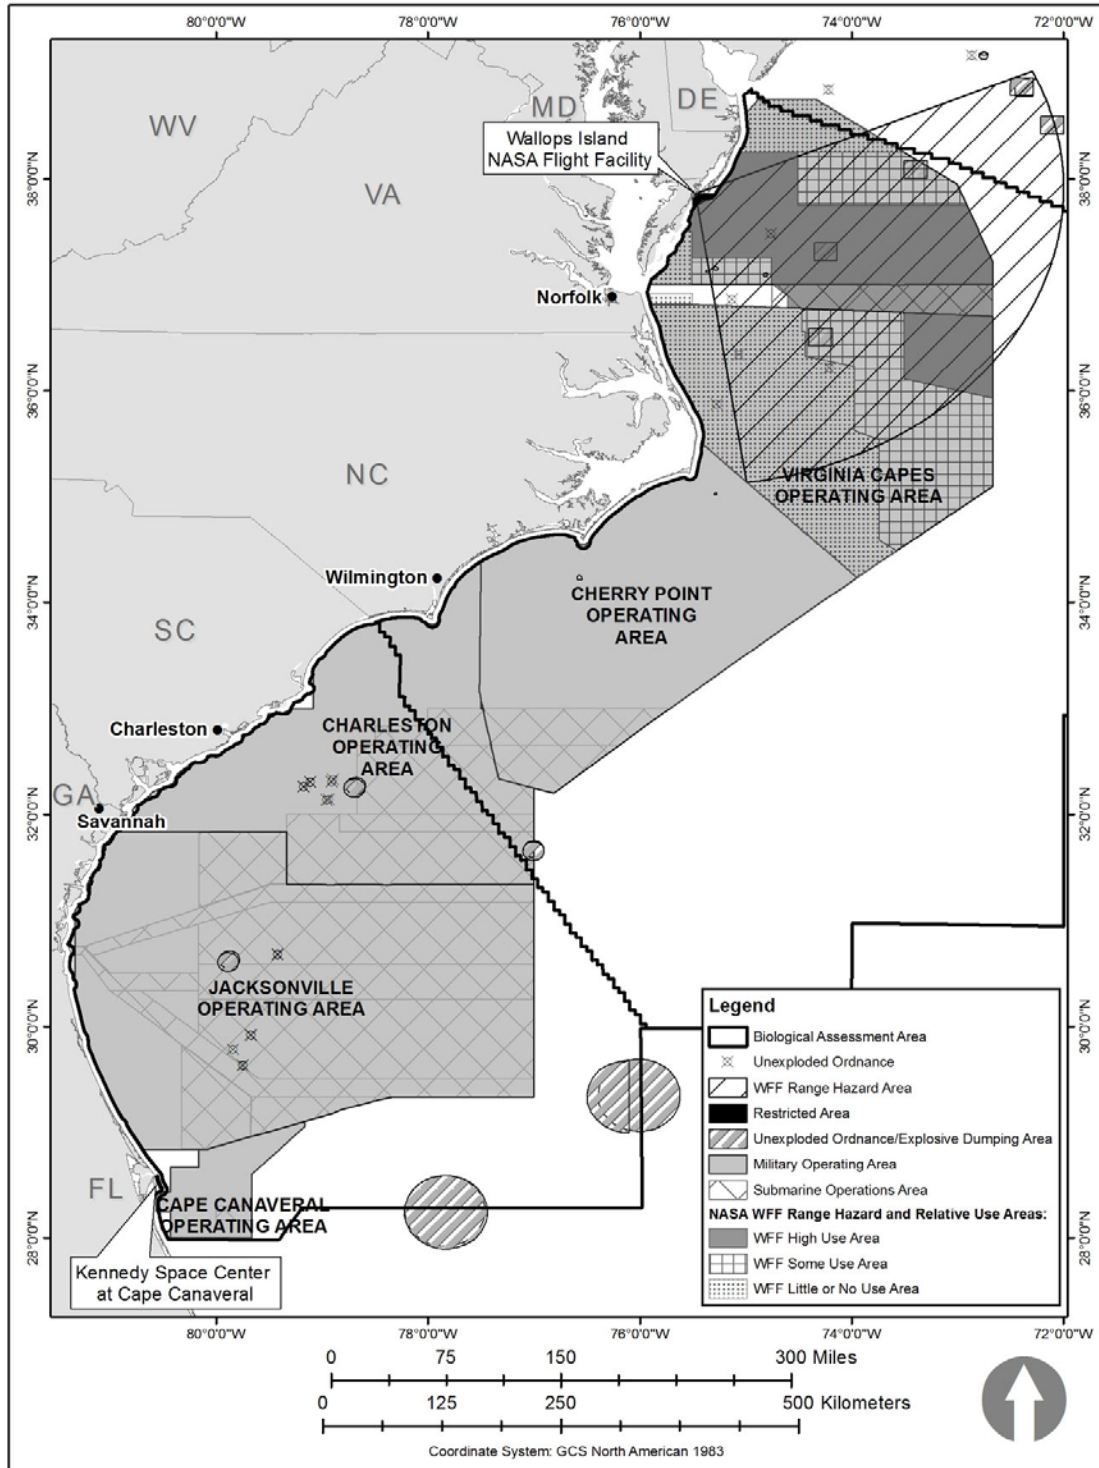 80°0'0"W
78°0'0"W
76°0'0"W
74°0'0"W
72°0'0"W
38°0'0"N
38°0'0"N
36°0'0"N
36°0'0"N
34°0'0"N
34°0'0"N
32°0'0"N
32°0'0"N
30°0'0"N
30°0'0"N
28°0'0"N
28°0'0"N
WV
MD
DE
VA
Wallops Island
NASA Flight Facility
Norfolk
NC
VIRGINIA CAPES
OPERATING AREA
Wilmington
CHERRY POINT
OPERATING
AREA
SC
Charleston
CHARLESTON
OPERATING
AREA
GA
Savannah
JACKSONVILLE
OPERATING AREA
FL
CAPE CANAVERAL
OPERATING AREA
Kennedy Space Center
at Cape Canaveral
Legend
Biological Assessment Area
Unexploded Ordnance
WFF Range Hazard Area
Restricted Area
Unexploded Ordnance/Explosive Dumping Area
Military Operating Area
Submarine Operations Area
NASA WFF Range Hazard and Relative Use Areas:
WFF High Use Area
WFF Some Use Area
WFF Little or No Use Area
80°0'0"W
78°0'0"W
76°0'0"W
74°0'0"W
72°0'0"W
0 75 150 300 Miles
0 125 250 500 Kilometers
Coordinate System: GCS North American 1983